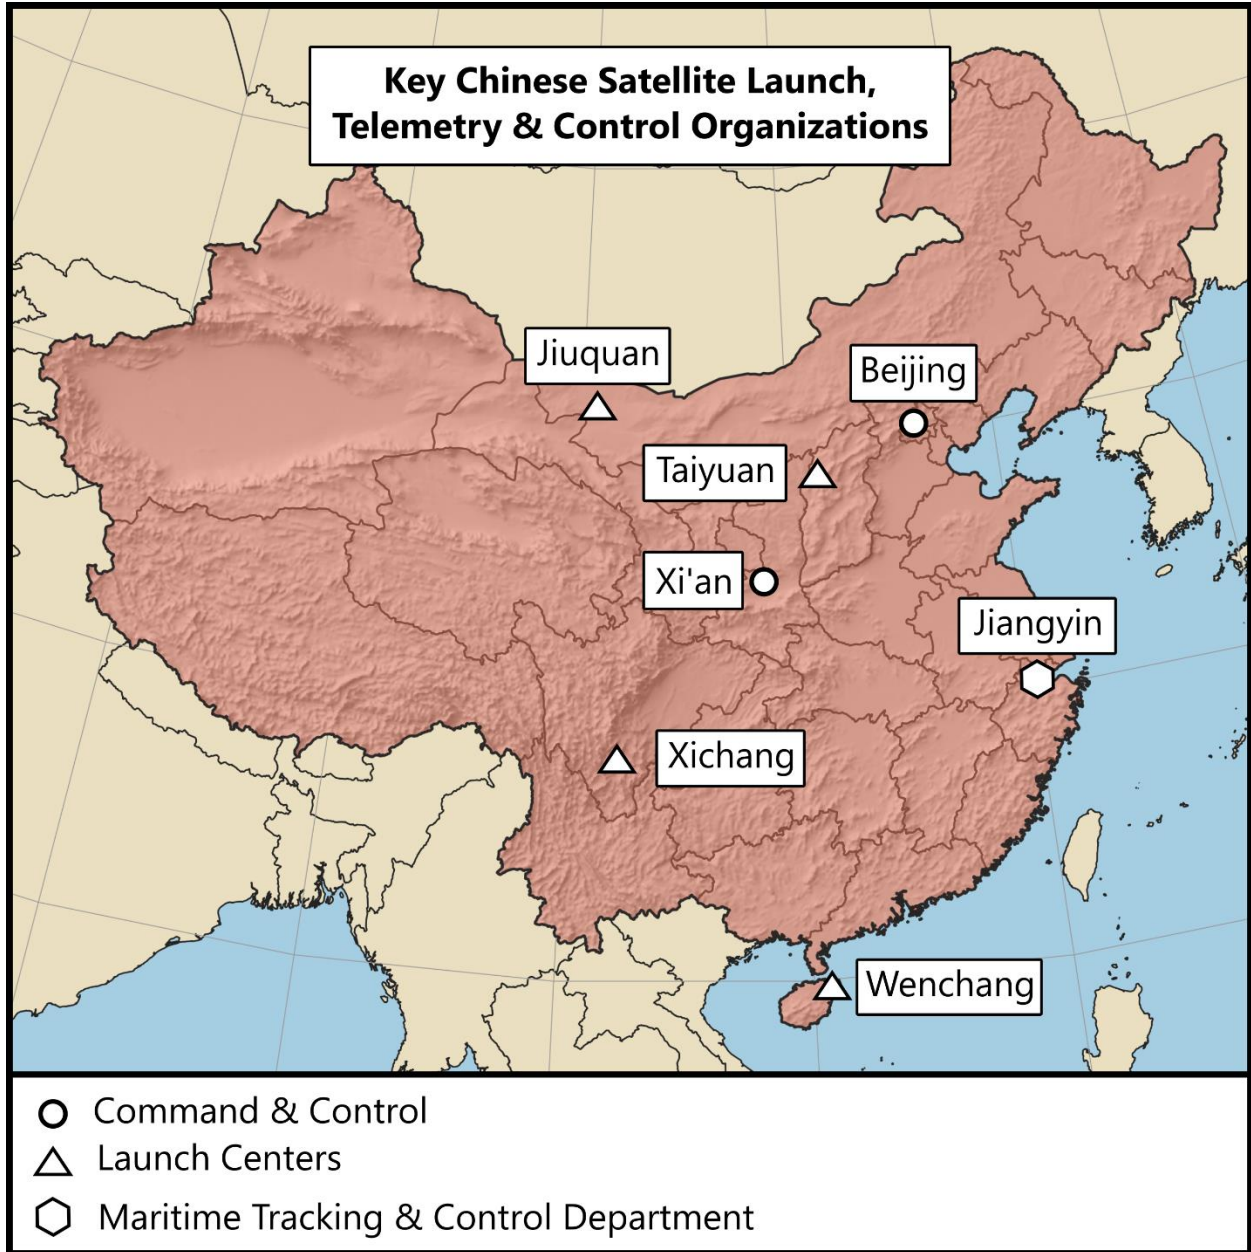 Key Chinese Satellite Launch,
Telemetry & Control Organizations
Jiuquan
Beijing
Taiyuan
Xi'an
Jiangyin
Xichang
Wenchang
Command & Control
Launch Centers
Maritime Tracking & Control Department